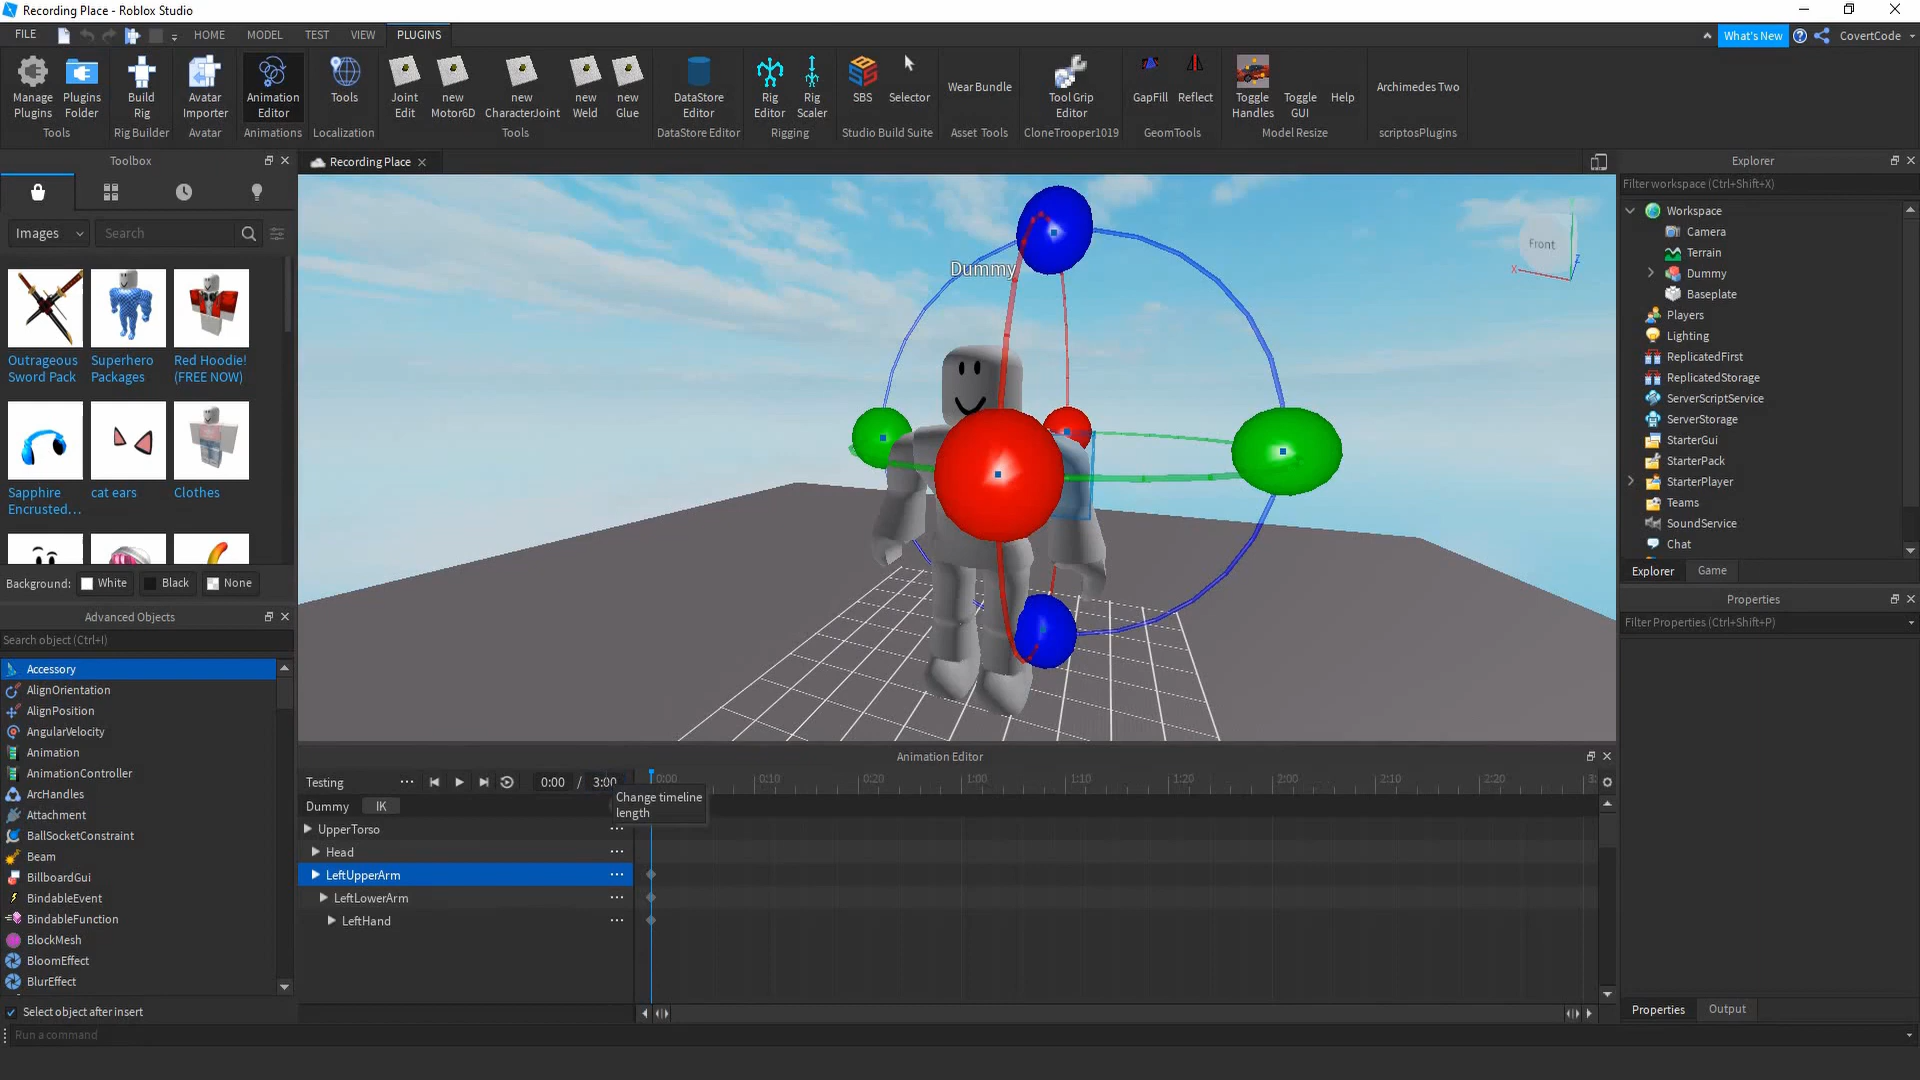 Recording Place - Roblox Studio
FILE HOME MODEL TEST VIEW PLUGINS What's New CovertCode
Manage Plugins
Plugins Folder
Tools
Build Rig
Rig Builder
Avatar Importer
Avatar
Animation Editor
Animations
Tools
Localization
Joint Edit
new Motor6D
new CharacterJoint
new Weld
new Glue
Tools
DataStore Editor
DataStore Editor
Rig Editor
Rig Scaler
Rigging
SBS
Selector
Studio Build Suite
Wear Bundle
Asset Tools
Tool Grip Editor
CloneTrooper1019
GapFill
Reflect
GeomTools
Toggle Handles
Toggle GUI
Help
Model Resize
Archimedes Two
scriptosPlugins
Toolbox
Images
Search
Outrageous Sword Pack
Superhero Packages
Red Hoodie! (FREE NOW)
Sapphire Encrusted...
cat ears
Clothes
Background: White Black None
Advanced Objects
Search object (Ctrl+I)
Accessory
AlignOrientation
AlignPosition
AngularVelocity
Animation
AnimationController
ArcHandles
Attachment
BallSocketConstraint
Beam
BillboardGui
BindableEvent
BindableFunction
BlockMesh
BloomEffect
BlurEffect
Select object after insert
Run a command
Recording Place
Dummy
Front
X
Z
Animation Editor
Testing ... 0:00 / 3:00
0:00 0:10 0:20 1:00 1:10 1:20 2:00 2:10 2:20 3:
Change timeline
length
Dummy IK
UpperTorso ...
Head ...
LeftUpperArm ...
LeftLowerArm ...
LeftHand ...
Explorer
Filter workspace (Ctrl+Shift+X)
Workspace
Camera
Terrain
Dummy
Baseplate
Players
Lighting
ReplicatedFirst
ReplicatedStorage
ServerScriptService
ServerStorage
StarterGui
StarterPack
StarterPlayer
Teams
SoundService
Chat
Explorer Game
Properties
Filter Properties (Ctrl+Shift+P)
Properties Output